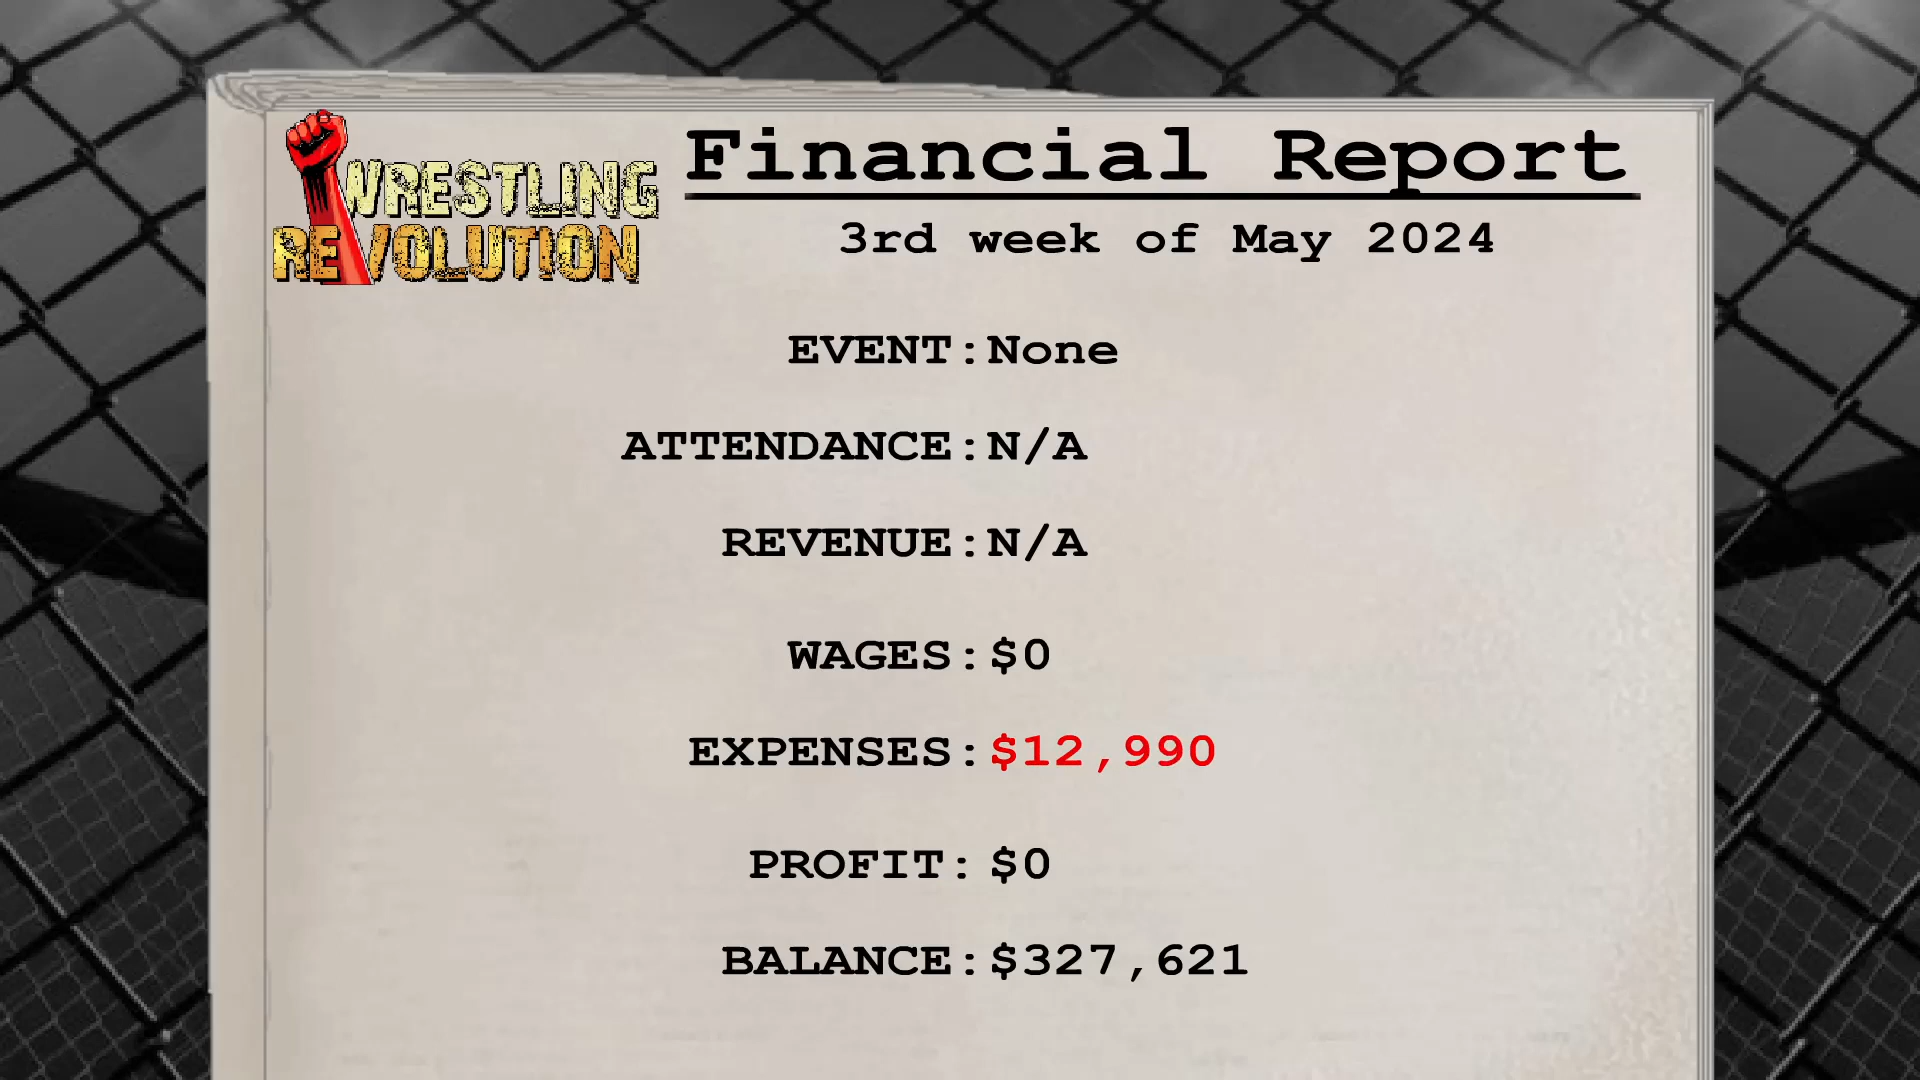 WRESTLING
REVOLUTION
Financial Report
3rd week of May 2024
EVENT: None
ATTENDANCE: N/A
REVENUE: N/A
WAGES: $0
EXPENSES: $12,990
PROFIT: $0
BALANCE: $327,621